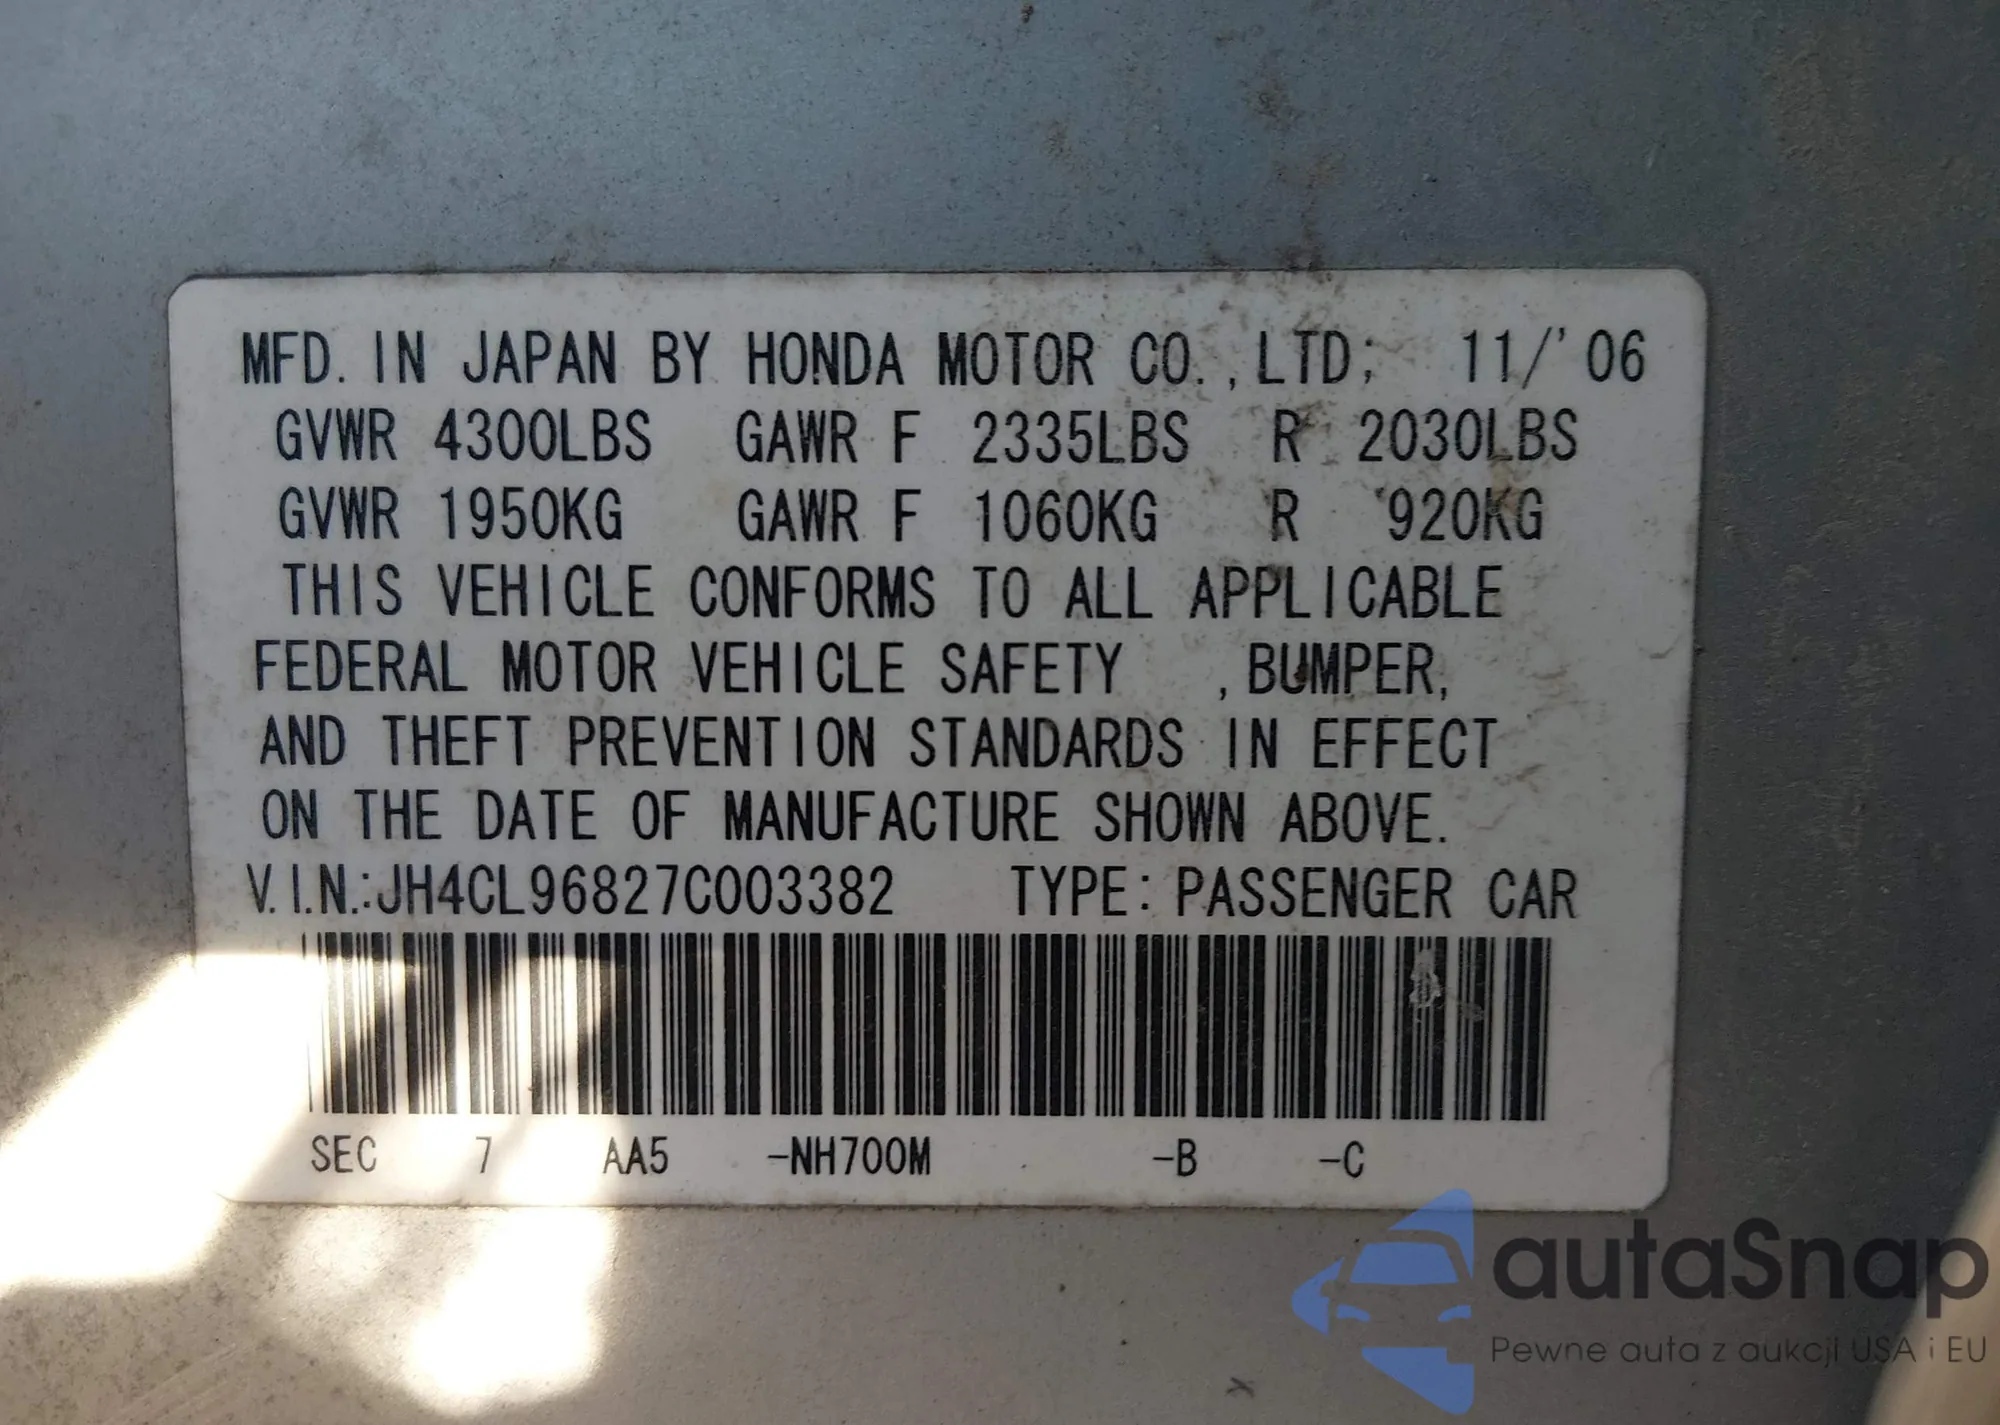 MFD. IN JAPAN BY HONDA MOTOR CO.,LTD; 11/'06
GVWR 4300LBS GAWR F 2335LBS R 2030LBS
GVWR 1950KG GAWR F 1060KG R 920KG
THIS VEHICLE CONFORMS TO ALL APPLICABLE
FEDERAL MOTOR VEHICLE SAFETY ,BUMPER,
AND THEFT PREVENTION STANDARDS IN EFFECT
ON THE DATE OF MANUFACTURE SHOWN ABOVE.
V.I.N.:JH4CL96827C003382 TYPE: PASSENGER CAR
SEC 7 AA5 -NH700M -B -C
autaSnap
Pewne auta z aukcji USA i EU